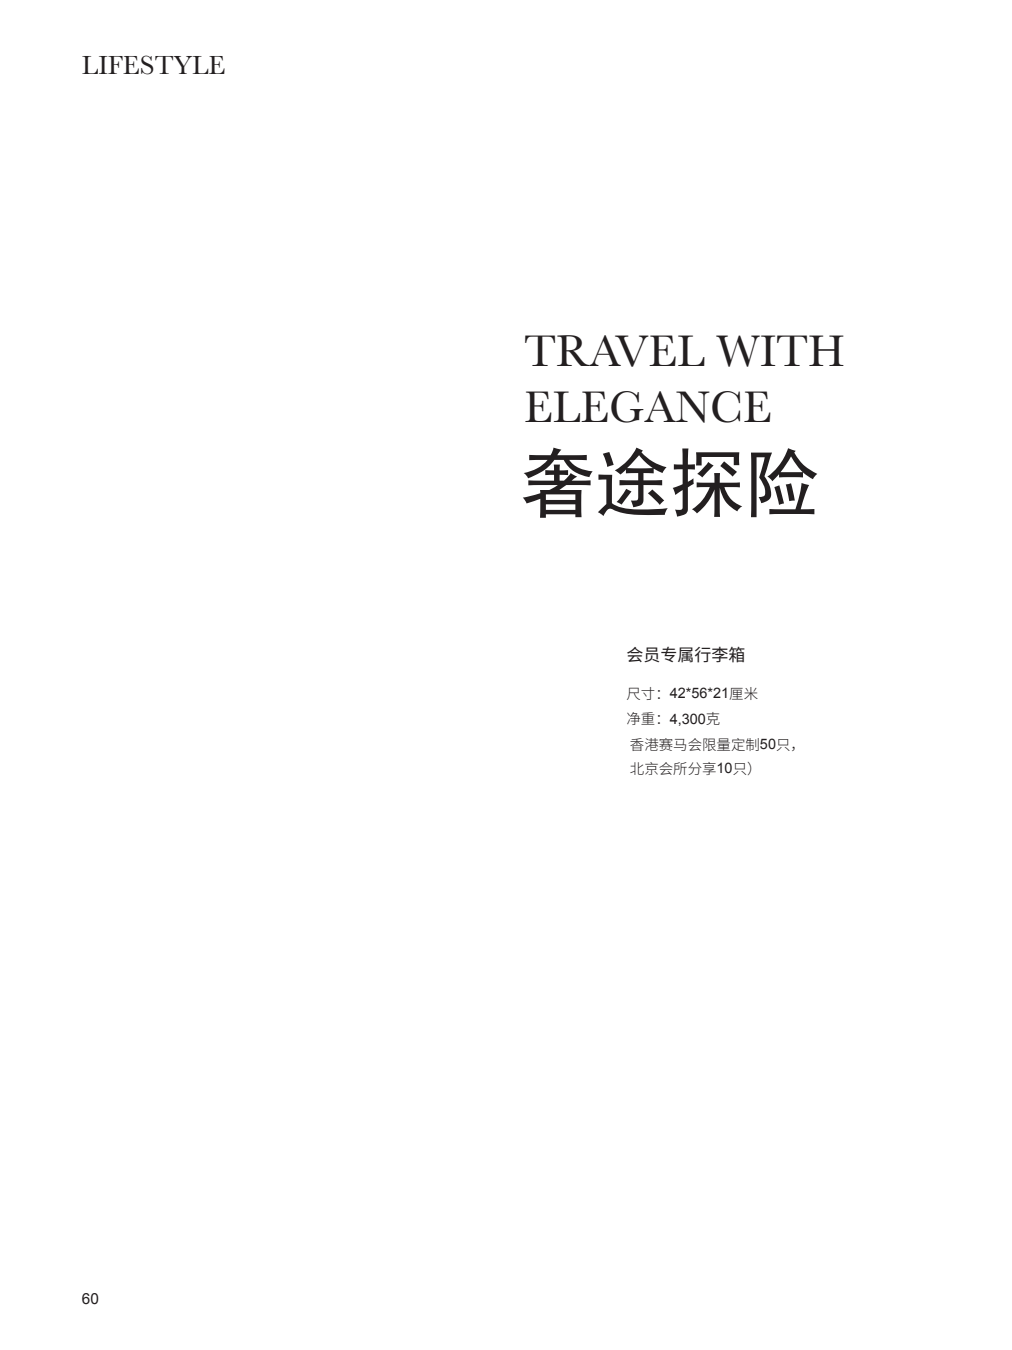 LIFESTYLE
TRAVEL WITH
ELEGANCE
奢途探险
会员专属行李箱
尺寸：42*56*21厘米
净重：4,300克
香港赛马会限量定制50只，
北京会所分享10只）
60